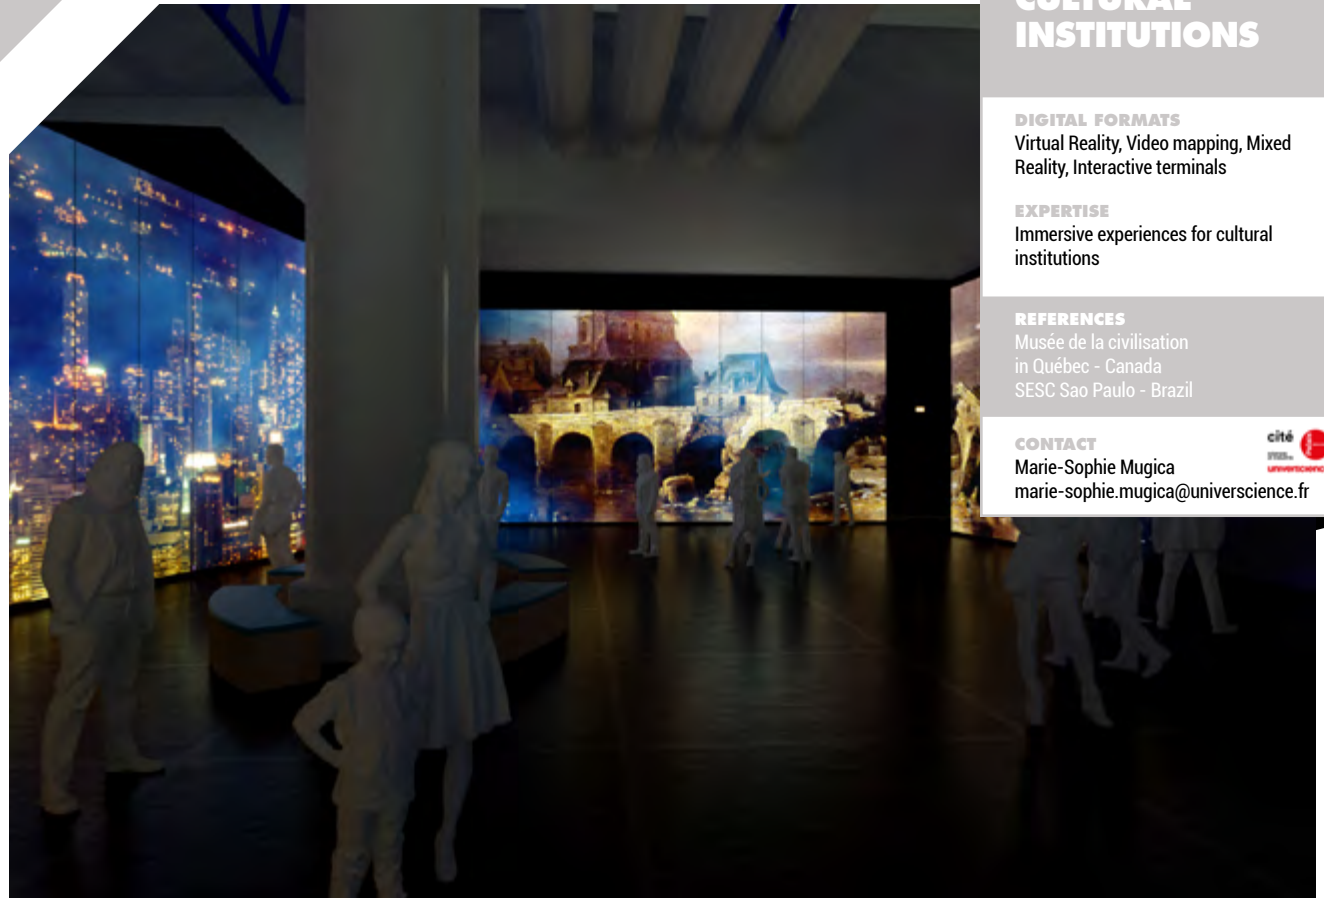 CULTURAL
INSTITUTIONS
DIGITAL FORMATS
Virtual Reality, Video mapping, Mixed
Reality, Interactive terminals
EXPERTISE
Immersive experiences for cultural
institutions
REFERENCES
Musée de la civilisation
in Québec - Canada
SESC Sao Paulo - Brazil
CONTACT
Marie-Sophie Mugica
marie-sophie.mugica@universcience.fr
cité
universcience